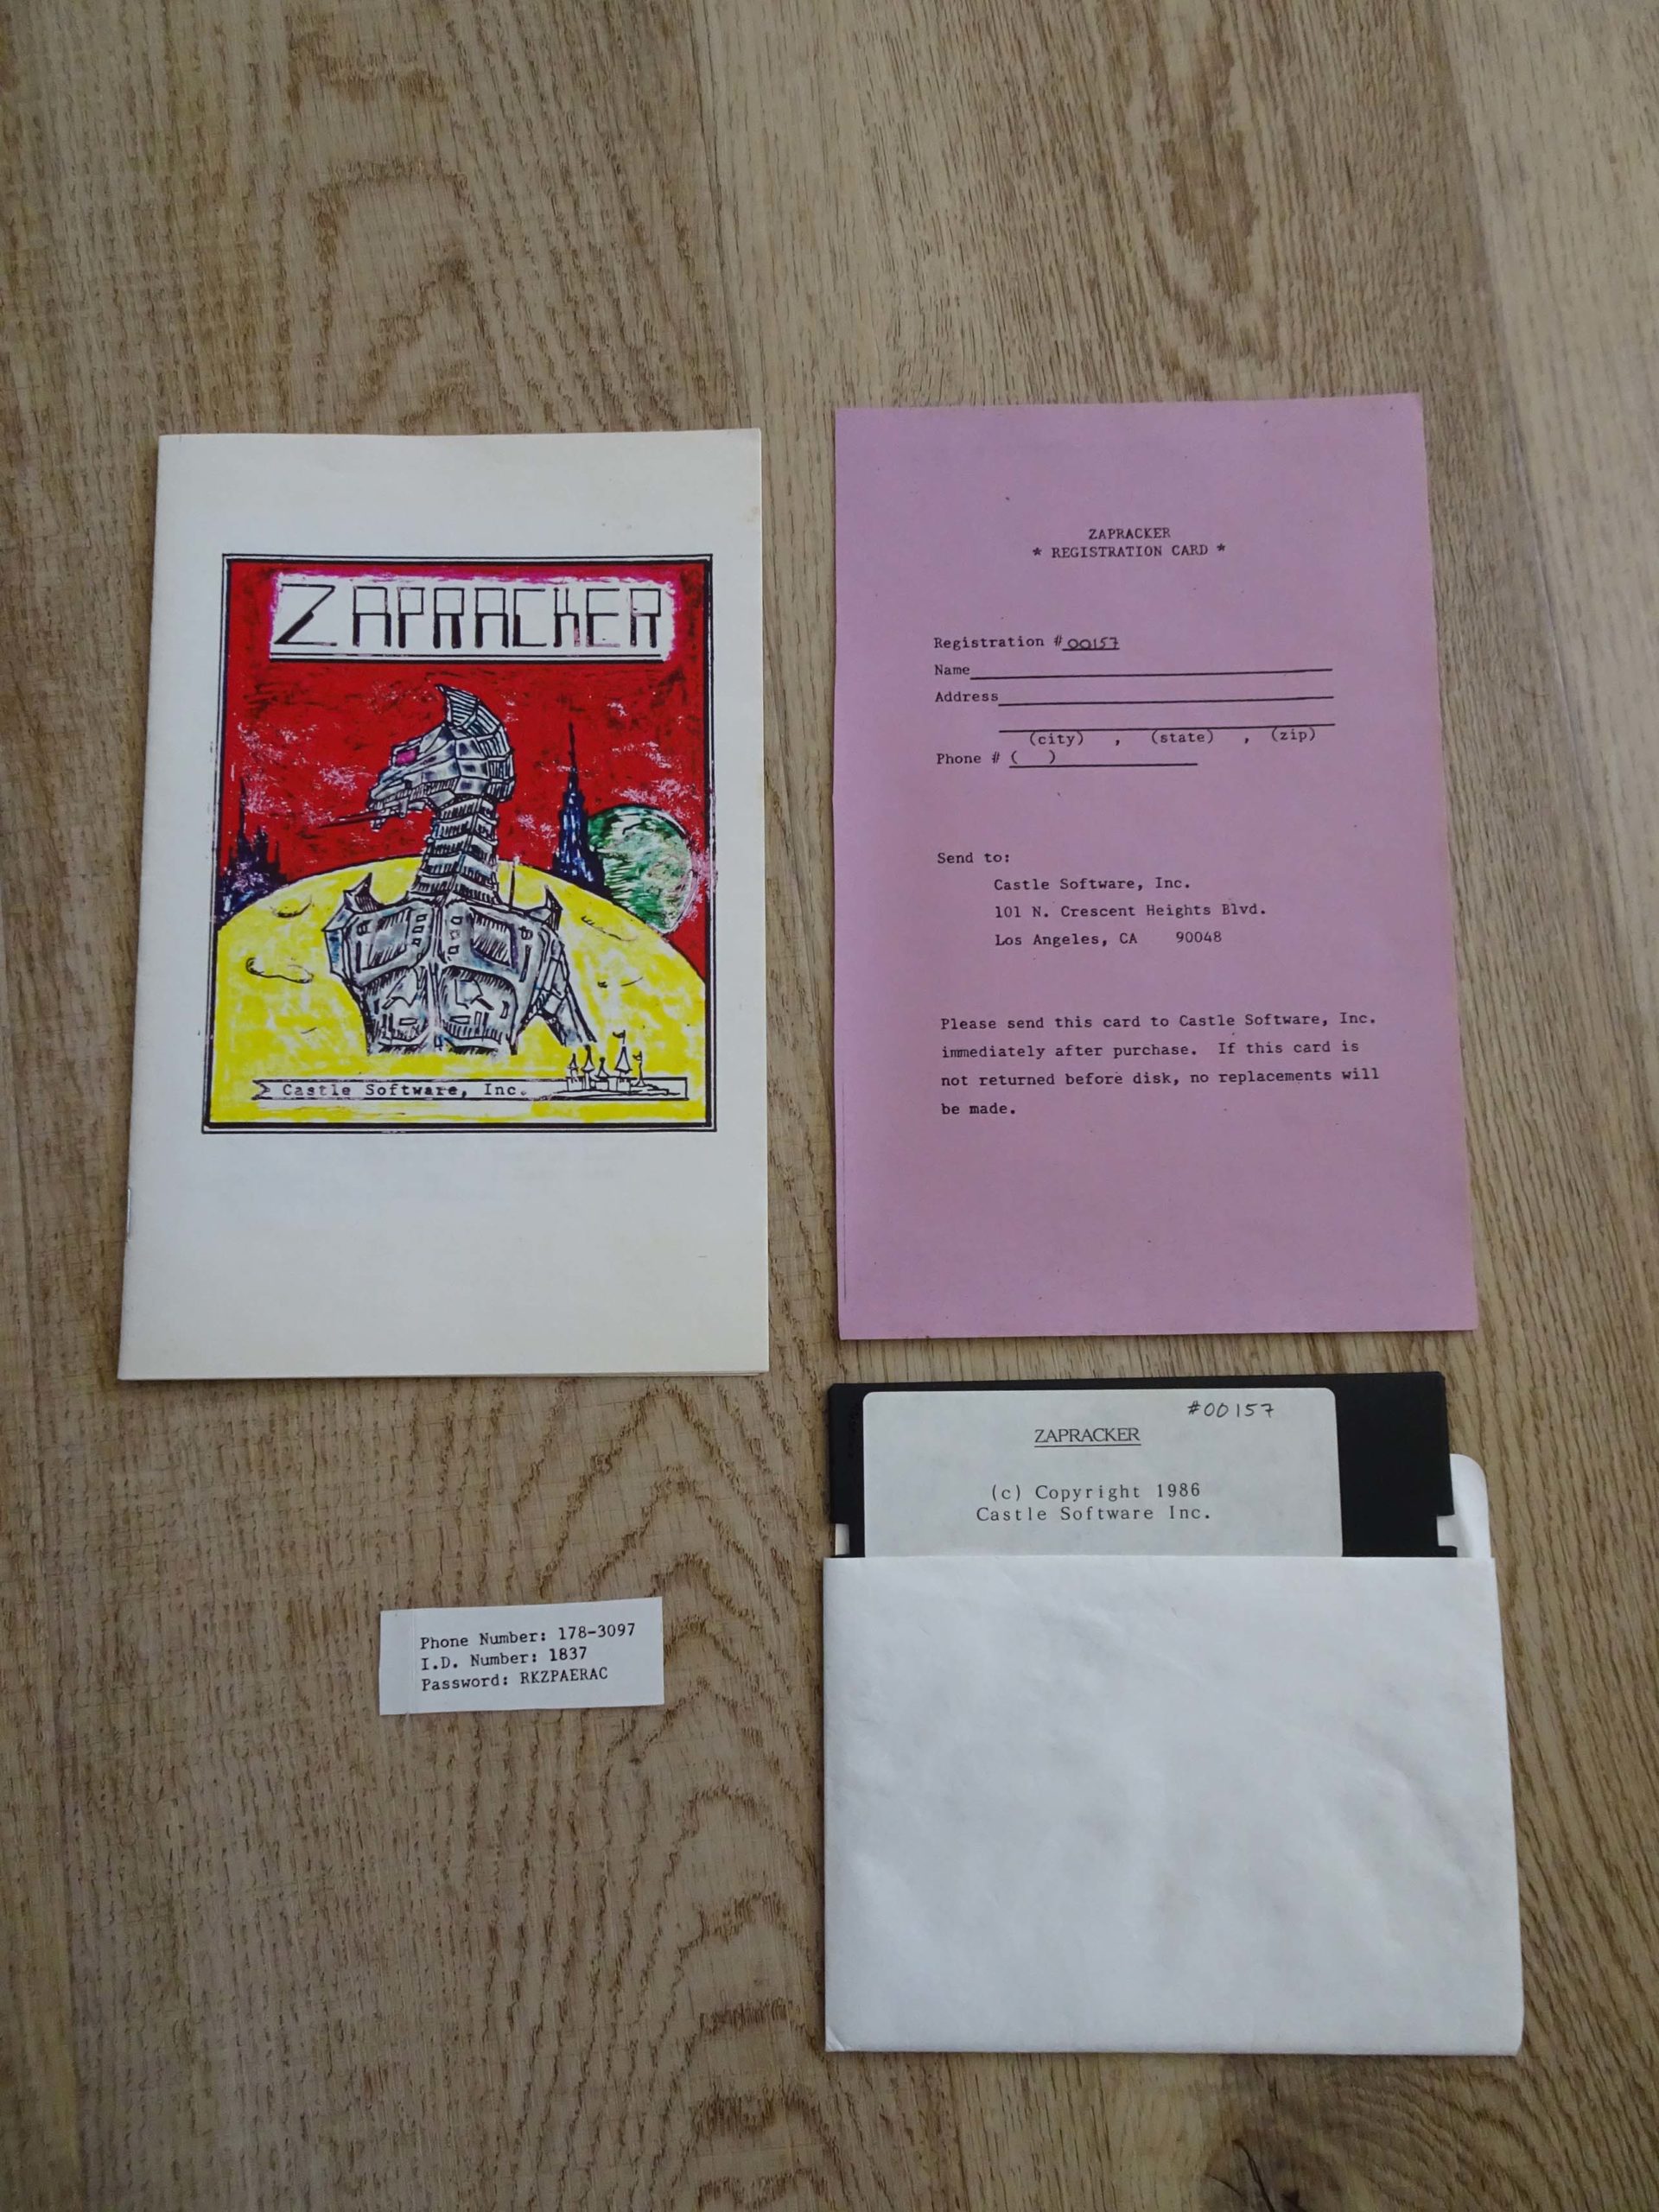 ZAPRACKER
Castle Software, Inc.
ZAPRACKER
* REGISTRATION CARD *
Registration #00157
Name
Address
(city) , (state) , (zip)
Phone # ( )
Send to:
Castle Software, Inc.
101 N. Crescent Heights Blvd.
Los Angeles, CA 90048
Please send this card to Castle Software, Inc.
immediately after purchase. If this card is
not returned before disk, no replacements will
be made.
#00157
ZAPRACKER
(c) Copyright 1986
Castle Software Inc.
Phone Number: 178-3097
I.D. Number: 1837
Password: RKZPAERAC